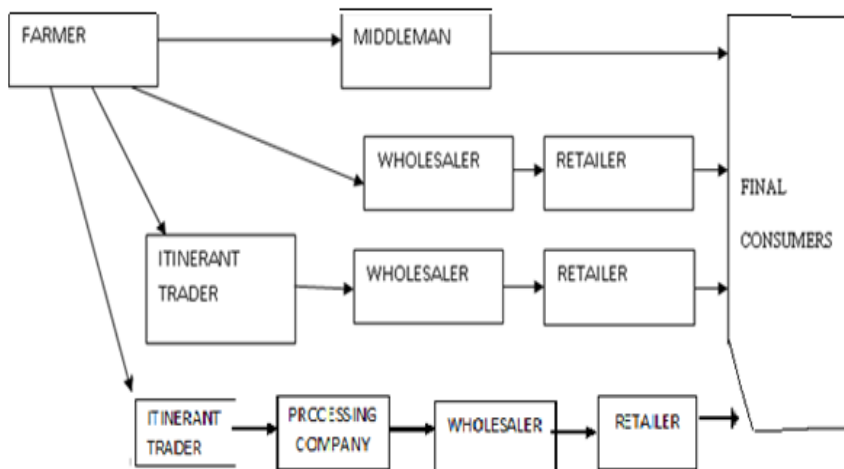 FARMER
MIDDLEMAN
WHOLESALER
RETAILER
FINAL
CONSUMERS
ITINERANT
TRADER
WHOLESALER
RETAILER
ITINERANT
TRADER
PROCESSING
COMPANY
WHOLESALER
RETAILER